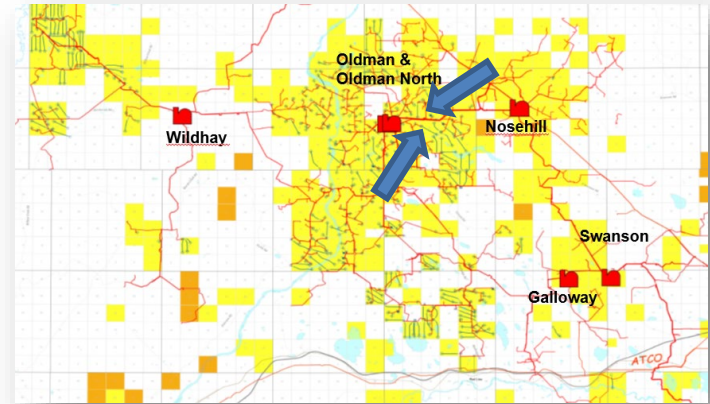 Oldman &
Oldman North
Wildhay
Nosehill
Swanson
Galloway
ATCO